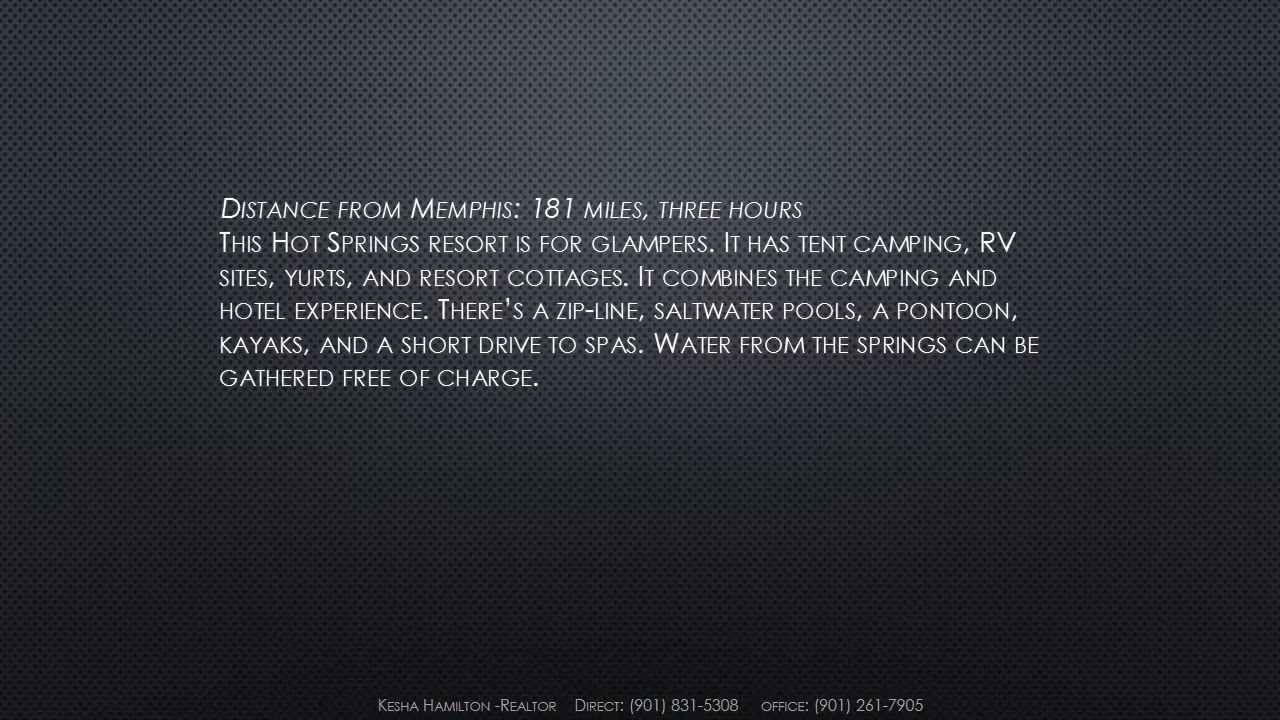 Distance from Memphis: 181 miles, three hours
This Hot Springs resort is for glampers. It has tent camping, RV
sites, yurts, and resort cottages. It combines the camping and
hotel experience. There’s a zip-line, saltwater pools, a pontoon,
kayaks, and a short drive to spas. Water from the springs can be
gathered free of charge.
Kesha Hamilton -Realtor Direct: (901) 831-5308 office: (901) 261-7905